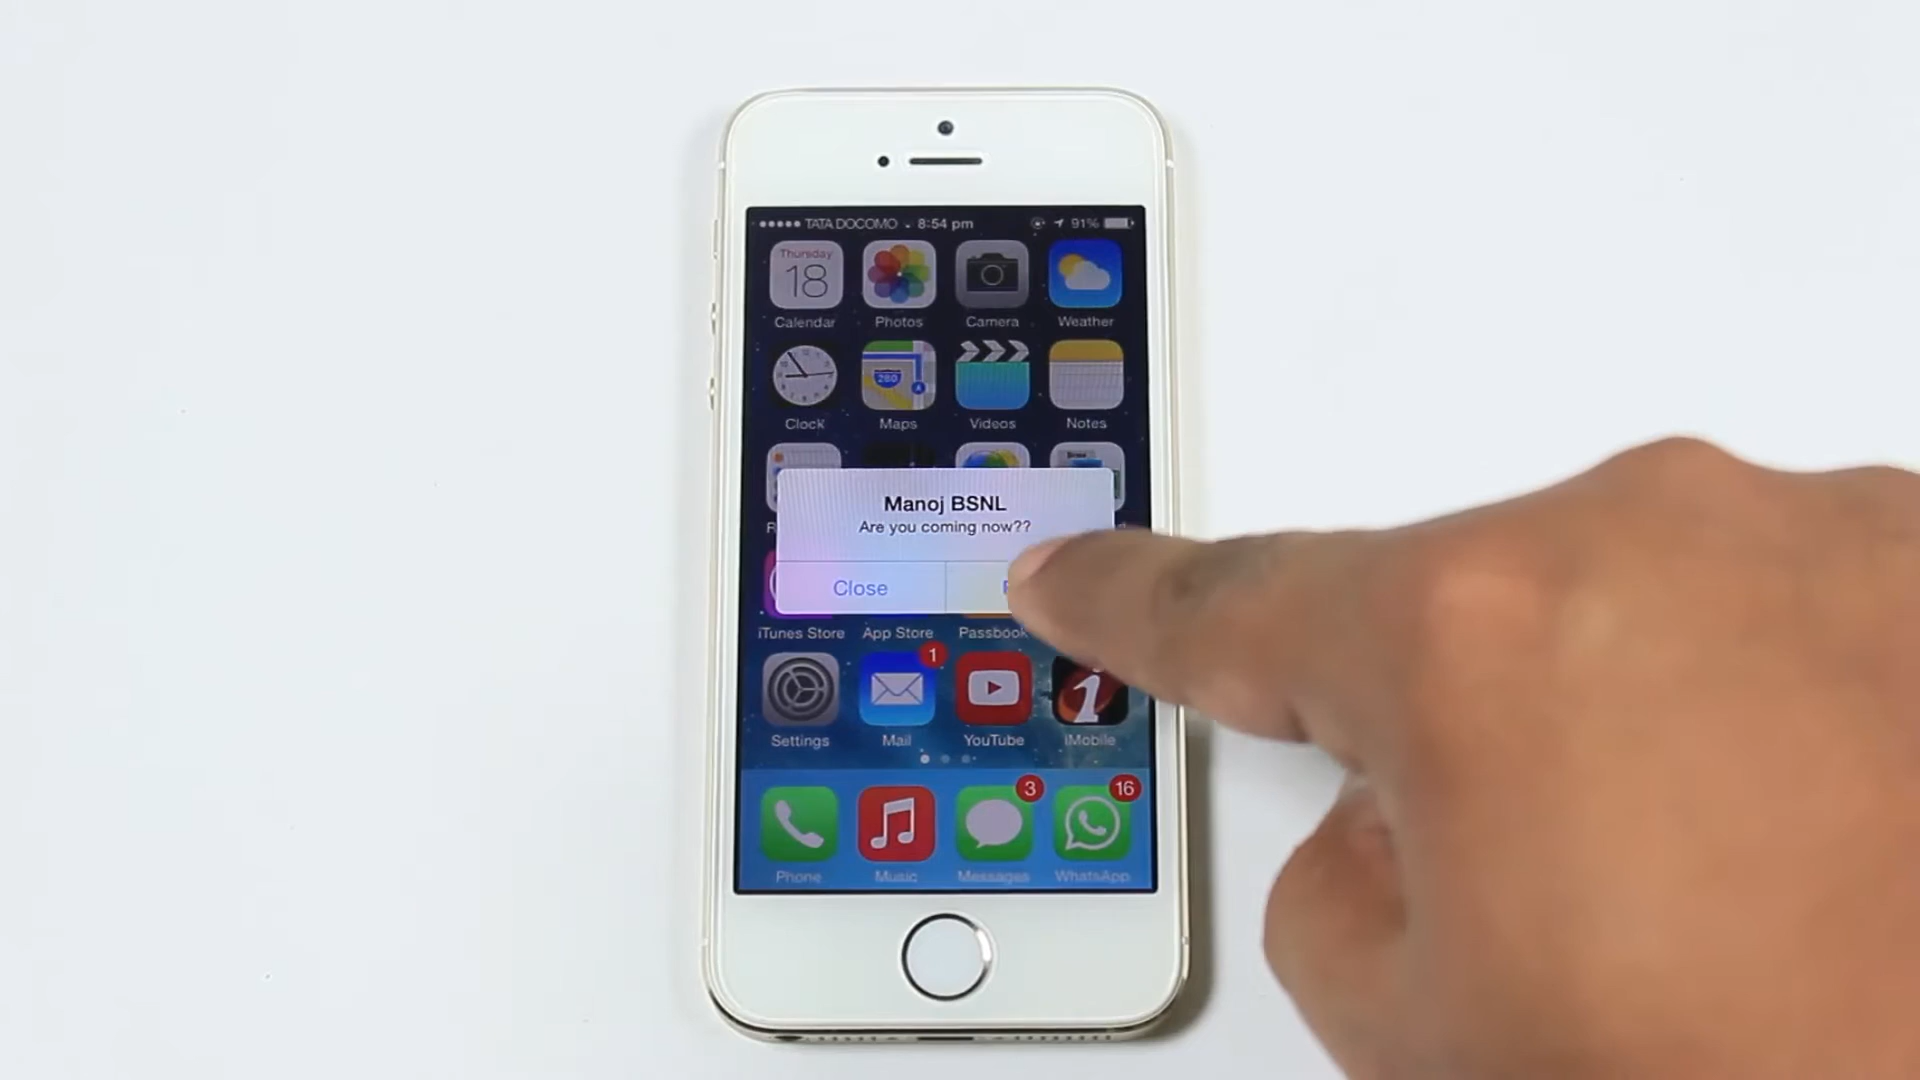 TATA DOCOMO 8:54 pm 91%
Thursday
18
Calendar Photos Camera Weather
280
Clock Maps Videos Notes
Manoj BSNL
Are you coming now??
Close
iTunes Store App Store Passbook
1
Settings Mail YouTube iMobile
3 16
Phone Music Messages WhatsApp